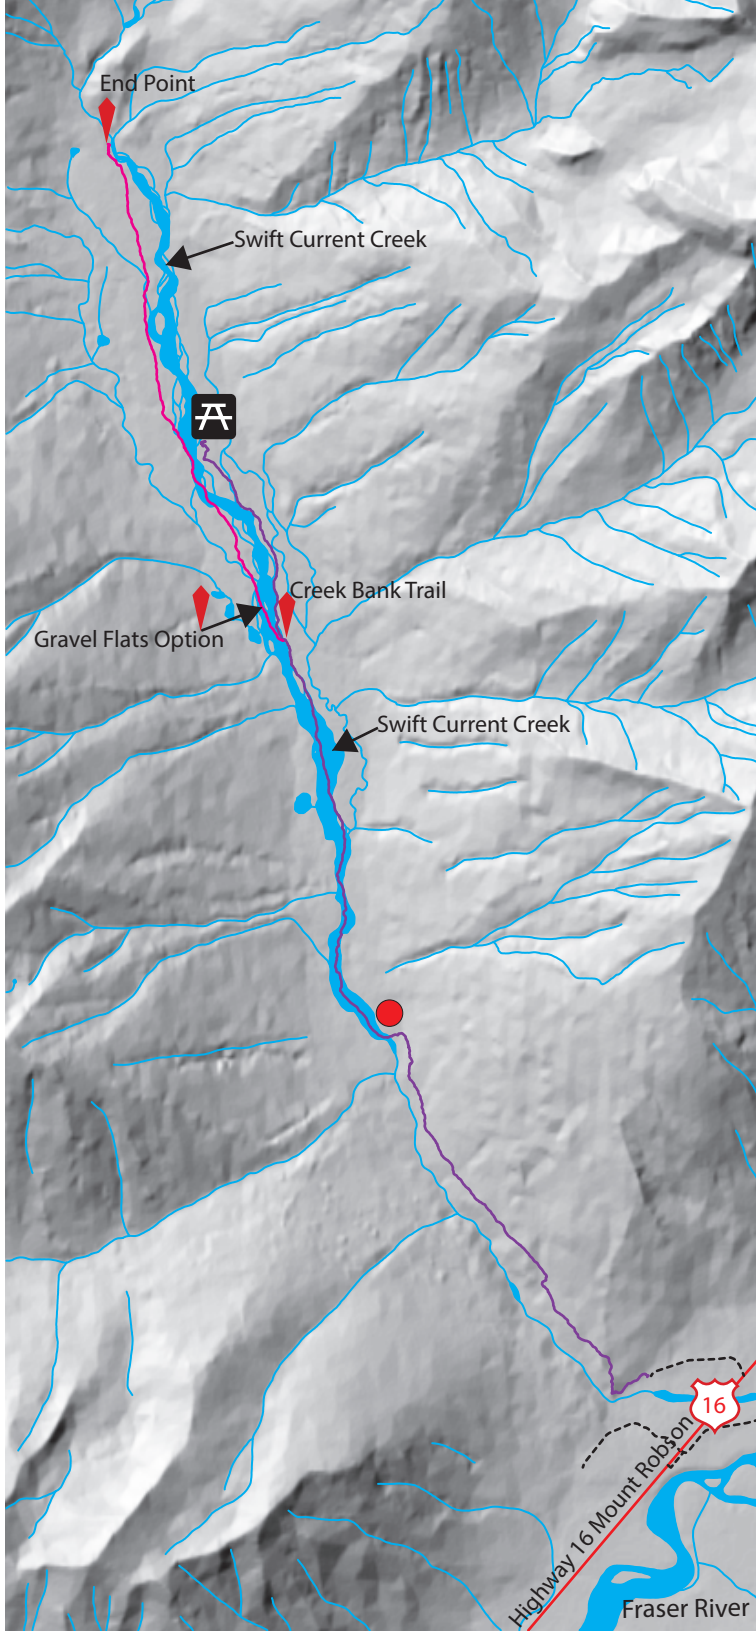 End Point
Swift Current Creek
Creek Bank Trail
Gravel Flats Option
Swift Current Creek
16
Highway 16 Mount Robson
Fraser River